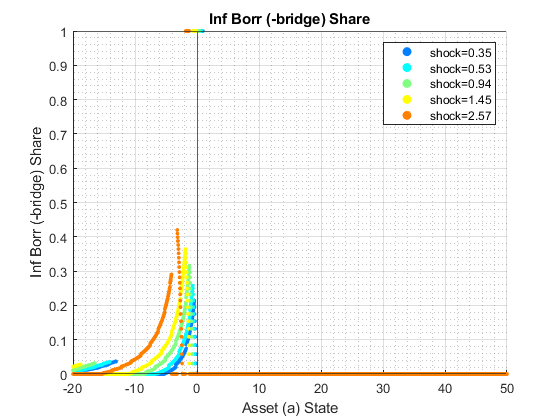 Inf Borr (-bridge) Share
1
0.9
0.8
0.7
0.6
0.5
0.4
0.3
0.2
0.1
0
Inf Borr (-bridge) Share
shock=0.35
shock=0.53
shock=0.94
shock=1.45
shock=2.57
-20 -10 0 10 20 30 40 50
Asset (a) State